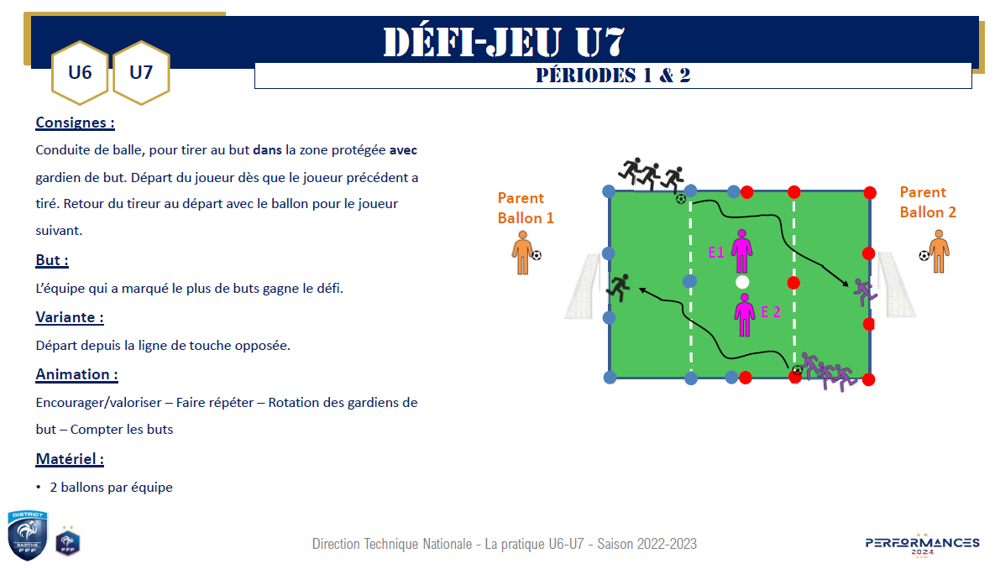 DÉFI-JEU U7
U6
U7
PÉRIODES 1 & 2
Consignes :
Conduite de balle, pour tirer au but dans la zone protégée avec
gardien de but. Départ du joueur dès que le joueur précédent a
tiré. Retour du tireur au départ avec le ballon pour le joueur
suivant.
But :
L'équipe qui a marqué le plus de buts gagne le défi.
Variante :
Départ depuis la ligne de touche opposée.
Animation :
Encourager/valoriser – Faire répéter – Rotation des gardiens de
but – Compter les buts
Matériel :
• 2 ballons par équipe
Parent
Ballon 1
E1
E 2
Parent
Ballon 2
DISTRICT
SARTHE
FFF
FFF
Direction Technique Nationale - La pratique U6-U7 - Saison 2022-2023
PERFORMANCES
2024